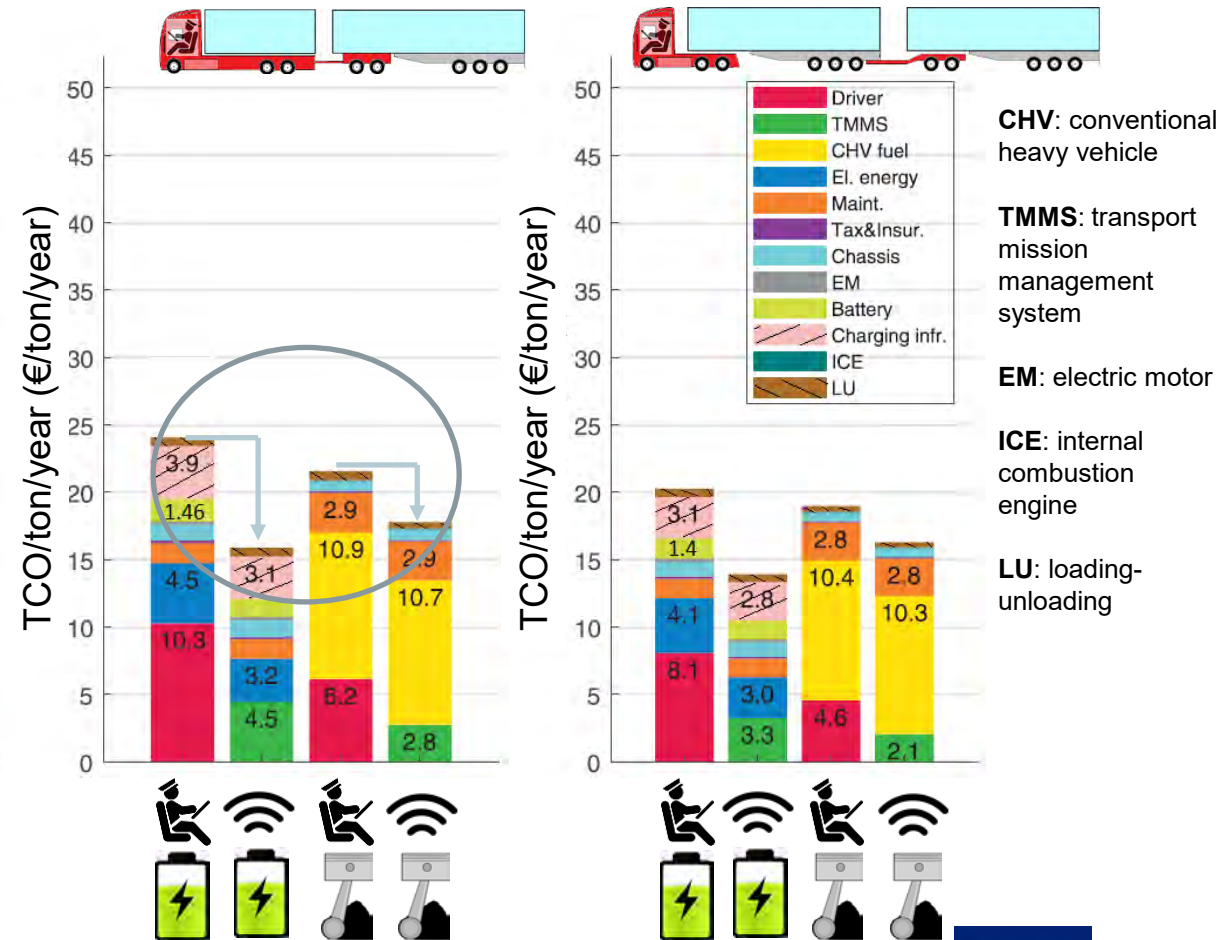 TCO/ton/year (€/ton/year)
50
45
40
35
30
25
20
15
10
5
0
3.9
1.46
4.5
10.3
3.1
3.2
4.5
2.9
10.9
6.2
2.9
10.7
2.8
TCO/ton/year (€/ton/year)
50
45
40
35
30
25
20
15
10
5
0
Driver
TMMS
CHV fuel
El. energy
Maint.
Tax&Insur.
Chassis
EM
Battery
Charging infr.
ICE
LU
3.1
1.4
4.1
8.1
2.8
3.0
3.3
2.8
10.4
4.6
2.8
10.3
2.1
CHV: conventional
heavy vehicle
TMMS: transport
mission
management
system
EM: electric motor
ICE: internal
combustion
engine
LU: loading-
unloading